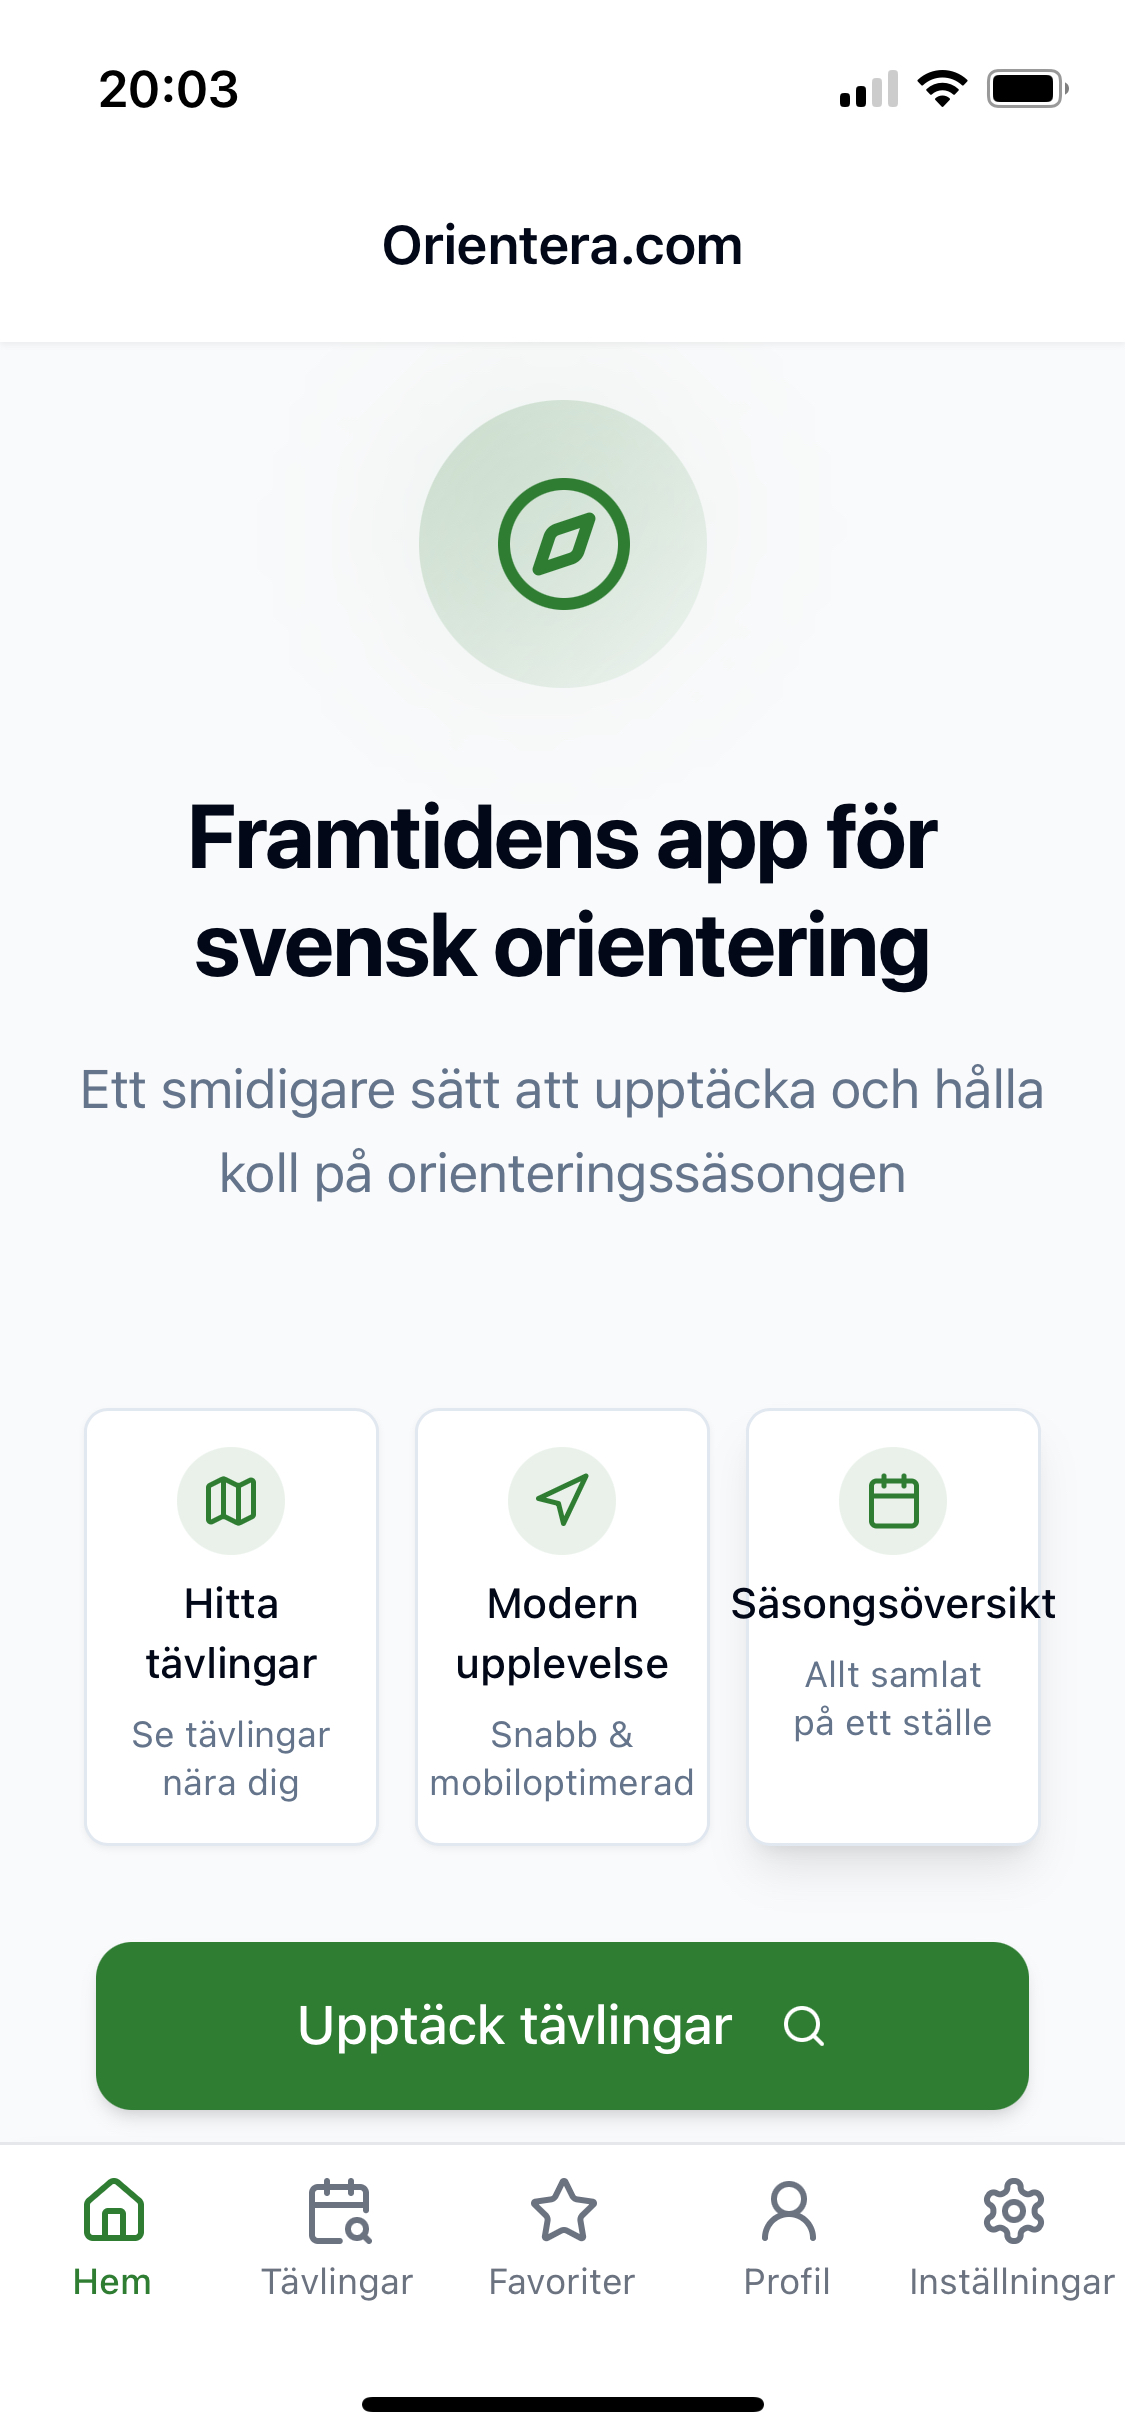 20:03
Orientera.com
Framtidens app för
svensk orientering
Ett smidigare sätt att upptäcka och hålla
koll på orienteringssäsongen
Hitta
tävlingar
Se tävlingar
nära dig
Modern
upplevelse
Snabb &
mobiloptimerad
Säsongsöversikt
Allt samlat
på ett ställe
Upptäck tävlingar
Hem
Tävlingar
Favoriter
Profil
Inställningar